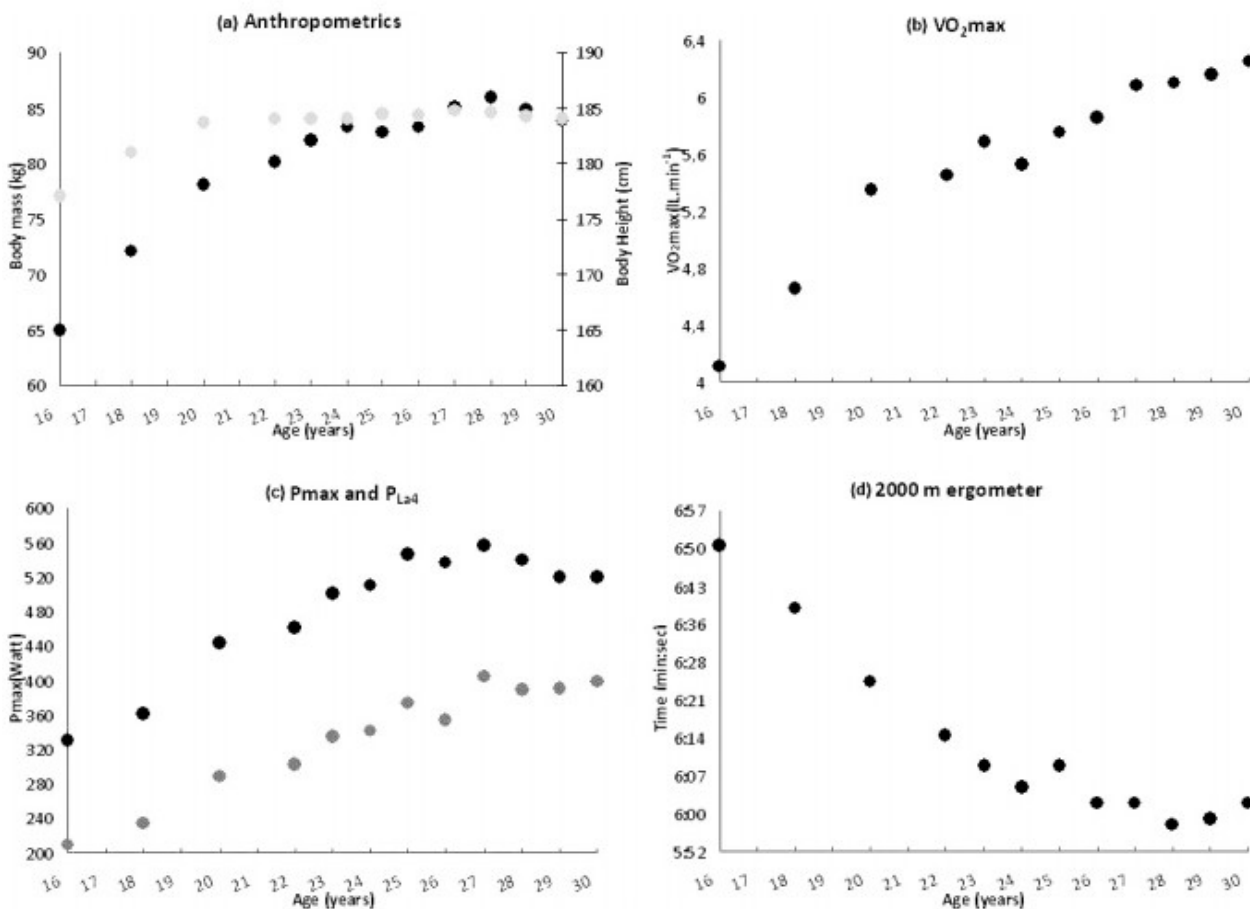 (a) Anthropometrics
90
85
80
75
70
65
60
Body mass (kg)
190
185
180
175
170
165
160
Body Height (cm)
16 17 18 19 20 21 22 23 24 25 26 27 28 29 30
Age (years)
(b) VO₂max
6,4
6
5,6
5,2
4,8
4,4
4
VO₂max(lL.min⁻¹)
16 17 18 19 20 21 22 23 24 25 26 27 28 29 30
Age (years)
(c) Pmax and P_La4
600
560
520
480
440
400
360
320
280
240
200
Pmax(Watt)
16 17 18 19 20 21 22 23 24 25 26 27 28 29 30
Age (years)
(d) 2000 m ergometer
6:57
6:50
6:43
6:36
6:28
6:21
6:14
6:07
6:00
5:52
Time (min:sec)
16 17 18 19 20 21 22 23 24 25 26 27 28 29 30
Age (years)